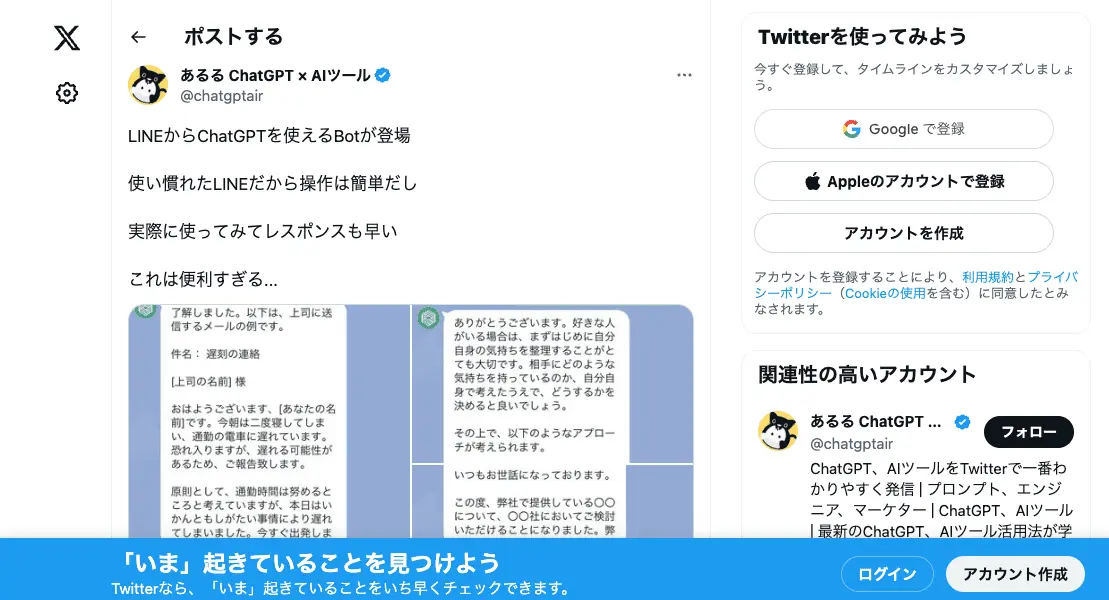 ポストする
あるる ChatGPT × AIツール
@chatgptair
LINEからChatGPTを使えるBotが登場
使い慣れたLINEだから操作は簡単だし
実際に使ってみてレスポンスも早い
これは便利すぎる...
了解しました。以下は、上司に送
信するメールの例です。
件名： 遅刻の連絡
[上司の名前] 様
おはようございます、[あなたの名
前]です。今朝は二度寝してしま
い、通勤の電車に遅れています。
恐れ入りますが、遅れる可能性が
あるため、ご報告致します。
原則として、通勤時間は努めると
ころと考えていますが、本日はい
かんともしがたい事情により遅れ
てしまいました。今すぐ出発しま
ありがとうございます。好きな人
がいる場合は、まずはじめに自分
自身の気持ちを整理することがと
ても大切です。相手にどのような
気持ちを持っているのか、自分自
身で考えたうえで、どうするかを
決めると良いでしょう。
その上で、以下のようなアプロー
チが考えられます。
いつもお世話になっております。
この度、弊社で提供している〇〇
について、〇〇社においてご検討
いただけることになりました。弊
Twitterを使ってみよう
今すぐ登録して、タイムラインをカスタマイズしましょ
う。
Google で登録
Appleのアカウントで登録
アカウントを作成
アカウントを登録することにより、利用規約とプライバ
シーポリシー（Cookieの使用を含む）に同意したとみ
なされます。
関連性の高いアカウント
あるる ChatGPT ...
@chatgptair
フォロー
ChatGPT、AIツールをTwitterで一番わ
かりやすく発信 | プロンプト、エンジ
ニア、マーケター | ChatGPT、AIツール
| 最新のChatGPT、AIツール活用法が学
「いま」起きていることを見つけよう
Twitterなら、「いま」起きていることをいち早くチェックできます。
ログイン
アカウント作成